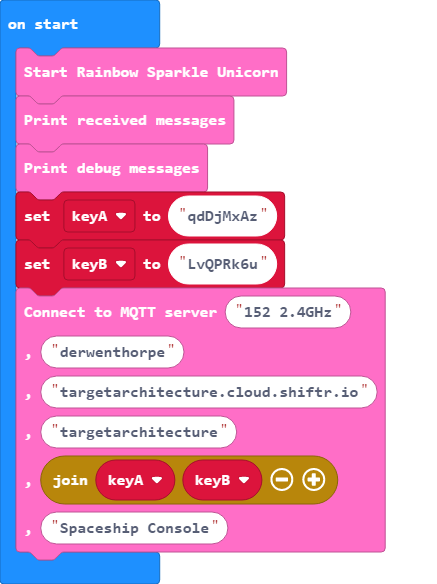 on start
Start Rainbow Sparkle Unicorn
Print received messages
Print debug messages
set keyA to "qdDjMxAz"
set keyB to "LvQPRk6u"
Connect to MQTT server "152 2.4GHz"
, "derwenthorpe"
, "targetarchitecture.cloud.shiftr.io"
, "targetarchitecture"
, join keyA keyB
, "Spaceship Console"